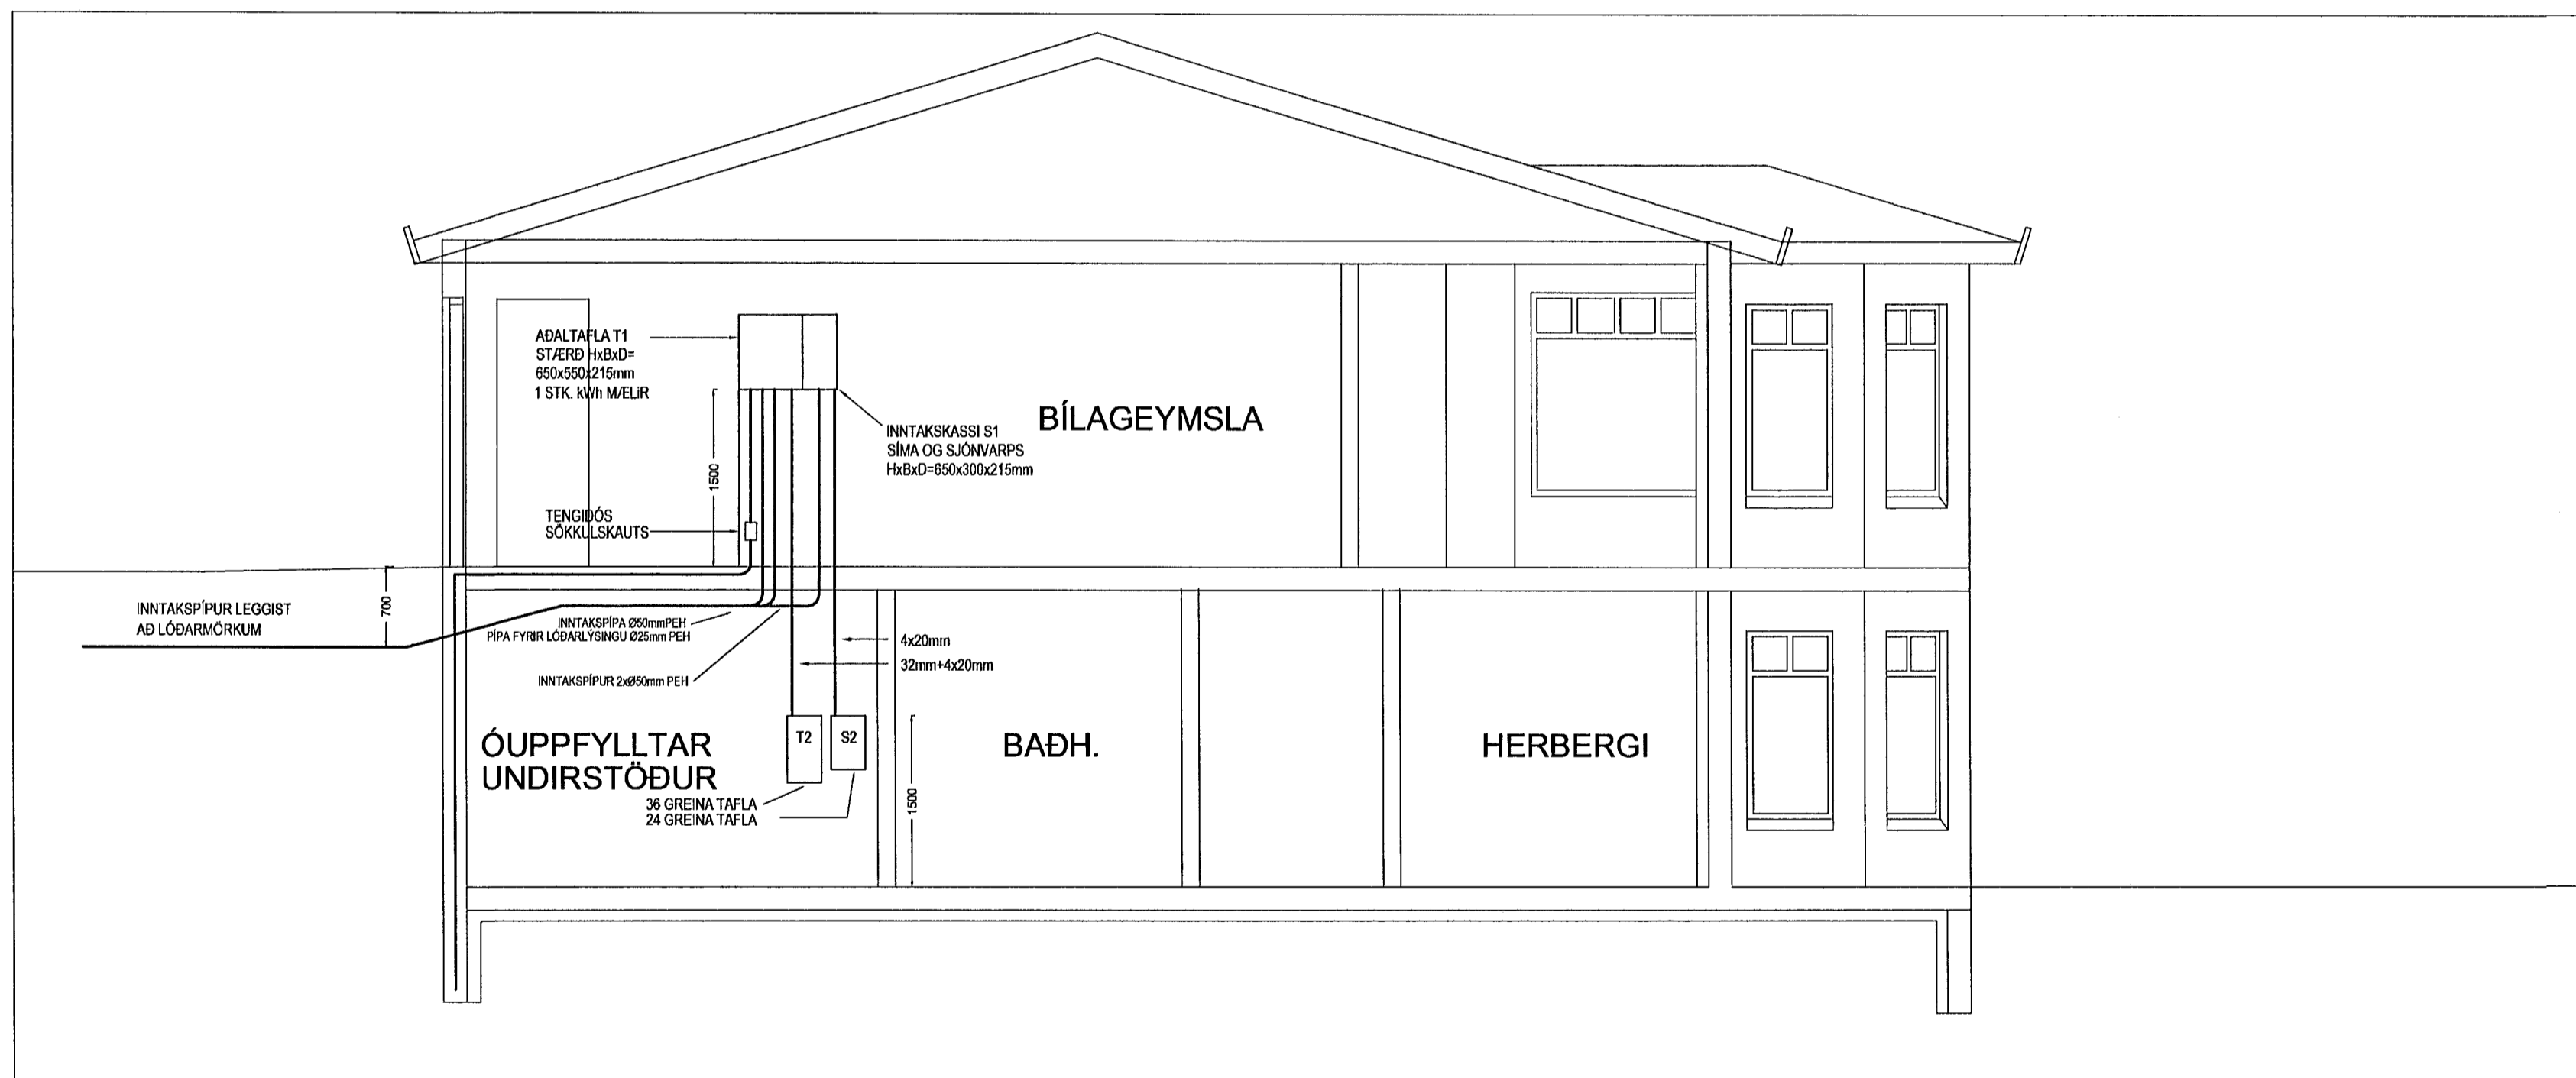 AÐALTAFLA T1
STÆRÐ HxBxD=
650x550x215mm
1 STK. kWh MÆLiR
INNTAKSKASSI S1
SÍMA OG SJÓNVARPS
HxBxD=650x300x215mm
BÍLAGEYMSLA
1500
TENGIDÓS
SÖKKULSKAUTS
700
INNTAKSPÍPUR LEGGIST
AÐ LÓÐARMÖRKUM
INNTAKSPÍPA Ø50mmPEH
PÍPA FYRIR LÓÐARLÝSINGU Ø25mm PEH
4x20mm
32mm+4x20mm
INNTAKSPÍPUR 2xØ50mm PEH
ÓUPPFYLLTAR
UNDIRSTÖÐUR
T2
S2
BAÐH.
HERBERGI
36 GREINA TAFLA
24 GREINA TAFLA
1500